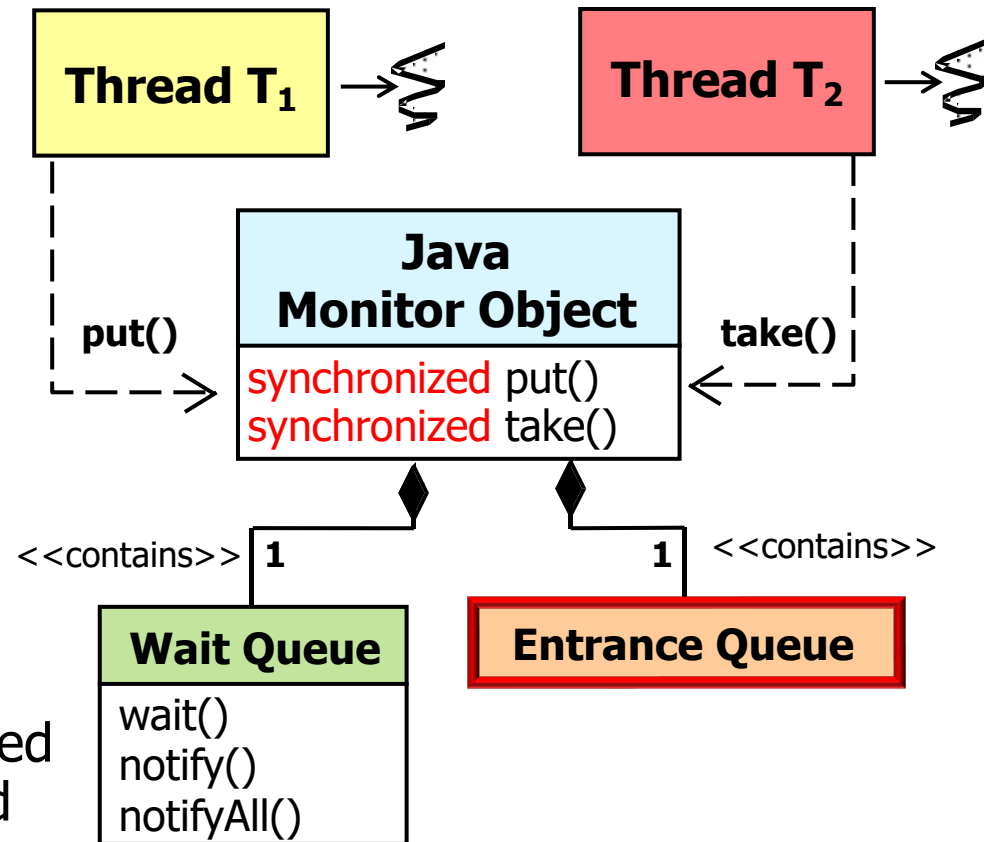 Thread T₁
Thread T₂
Java
Monitor Object
put()
take()
synchronized put()
synchronized take()
<<contains>>
1
1
<<contains>>
Wait Queue
Entrance Queue
wait()
notify()
notifyAll()